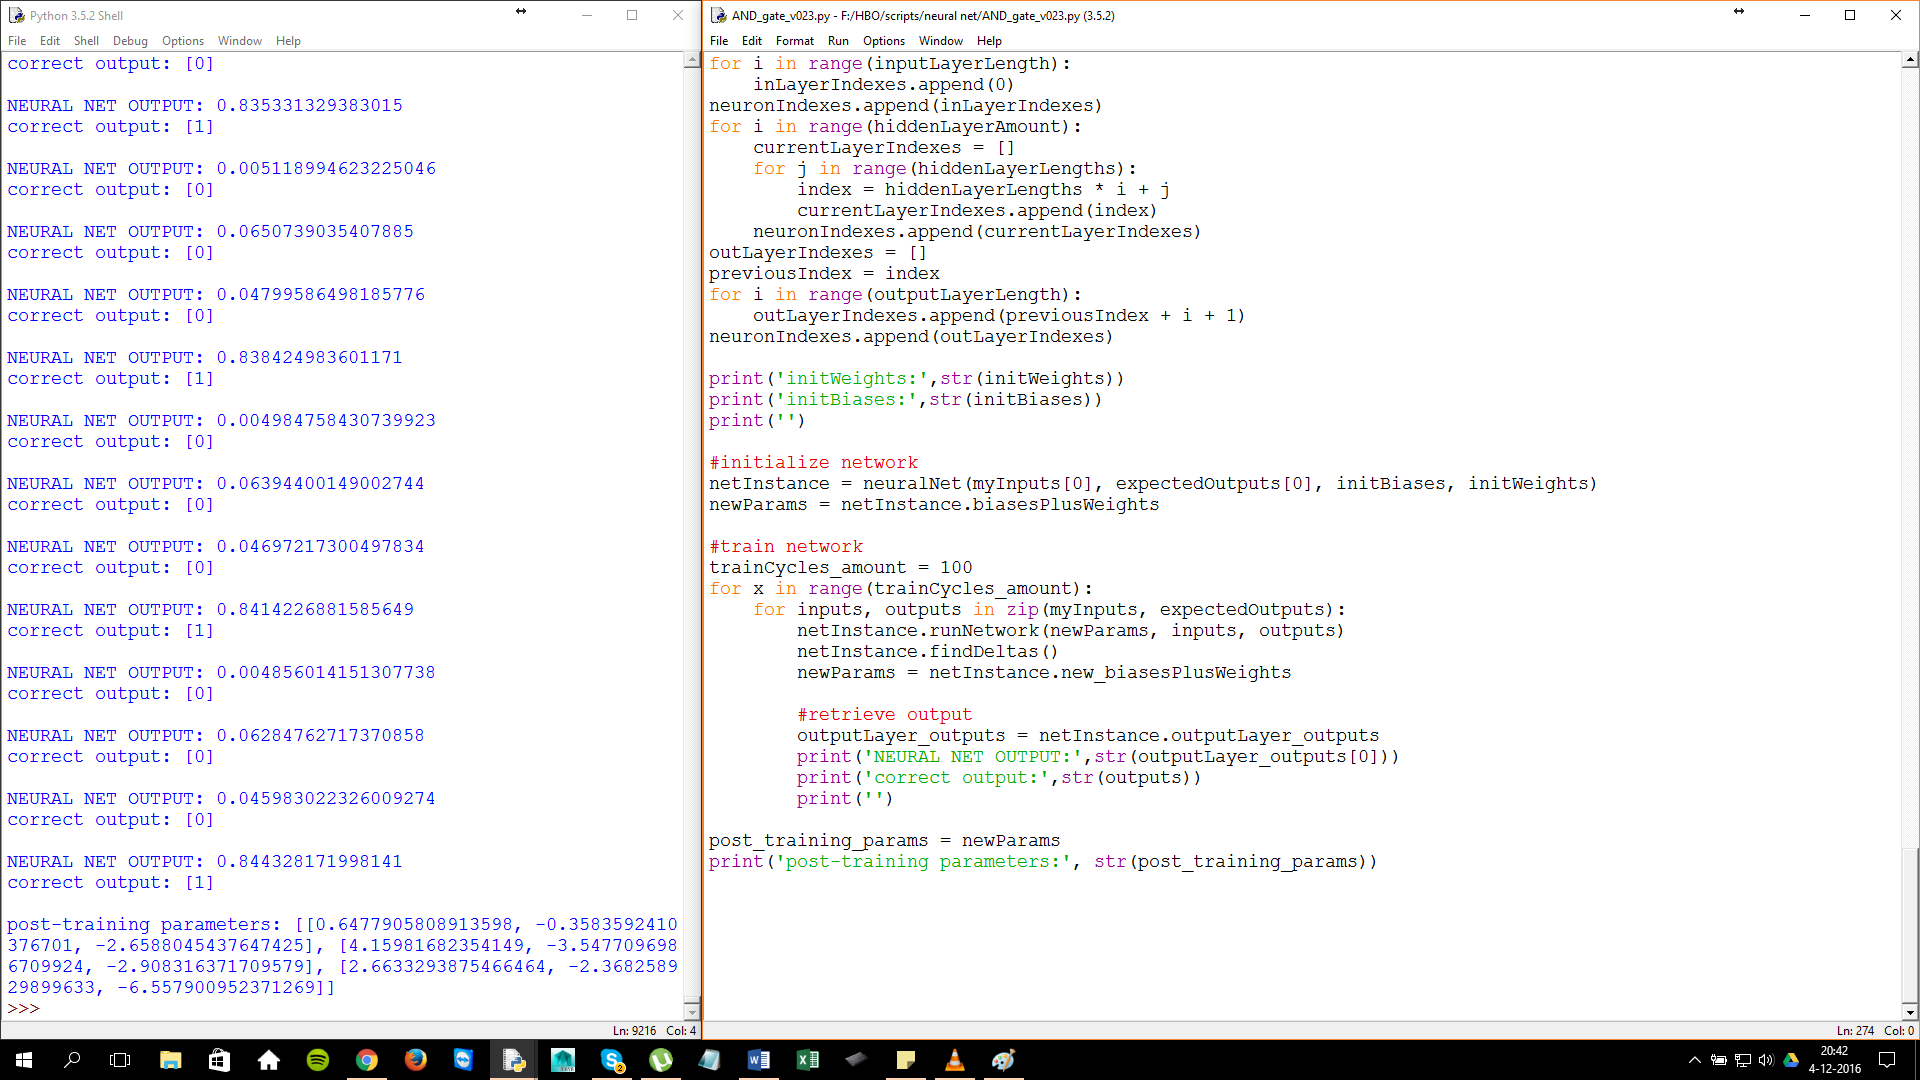 Python 3.5.2 Shell
File Edit Shell Debug Options Window Help
correct output: [0]
NEURAL NET OUTPUT: 0.835331329383015
correct output: [1]
NEURAL NET OUTPUT: 0.005118994623225046
correct output: [0]
NEURAL NET OUTPUT: 0.0650739035407885
correct output: [0]
NEURAL NET OUTPUT: 0.04799586498185776
correct output: [0]
NEURAL NET OUTPUT: 0.838424983601171
correct output: [1]
NEURAL NET OUTPUT: 0.004984758430739923
correct output: [0]
NEURAL NET OUTPUT: 0.06394400149002744
correct output: [0]
NEURAL NET OUTPUT: 0.04697217300497834
correct output: [0]
NEURAL NET OUTPUT: 0.8414226881585649
correct output: [1]
NEURAL NET OUTPUT: 0.004856014151307738
correct output: [0]
NEURAL NET OUTPUT: 0.06284762717370858
correct output: [0]
NEURAL NET OUTPUT: 0.045983022326009274
correct output: [0]
NEURAL NET OUTPUT: 0.844328171998141
correct output: [1]
post-training parameters: [[0.6477905808913598, -0.3583592410
376701, -2.6588045437647425], [4.15981682354149, -3.547709698
6709924, -2.908316371709579], [2.6633293875466464, -2.3682589
29899633, -6.557900952371269]]
>>>
Ln: 9216 Col: 4
AND_gate_v023.py - F:/HBO/scripts/neural net/AND_gate_v023.py (3.5.2)
File Edit Format Run Options Window Help
for i in range(inputLayerLength):
    inLayerIndexes.append(0)
neuronIndexes.append(inLayerIndexes)
for i in range(hiddenLayerAmount):
    currentLayerIndexes = []
    for j in range(hiddenLayerLengths):
        index = hiddenLayerLengths * i + j
        currentLayerIndexes.append(index)
    neuronIndexes.append(currentLayerIndexes)
outLayerIndexes = []
previousIndex = index
for i in range(outputLayerLength):
    outLayerIndexes.append(previousIndex + i + 1)
neuronIndexes.append(outLayerIndexes)
print('initWeights:',str(initWeights))
print('initBiases:',str(initBiases))
print('')
#initialize network
netInstance = neuralNet(myInputs[0], expectedOutputs[0], initBiases, initWeights)
newParams = netInstance.biasesPlusWeights
#train network
trainCycles_amount = 100
for x in range(trainCycles_amount):
    for inputs, outputs in zip(myInputs, expectedOutputs):
        netInstance.runNetwork(newParams, inputs, outputs)
        netInstance.findDeltas()
        newParams = netInstance.new_biasesPlusWeights
        #retrieve output
        outputLayer_outputs = netInstance.outputLayer_outputs
        print('NEURAL NET OUTPUT:',str(outputLayer_outputs[0]))
        print('correct output:',str(outputs))
        print('')
post_training_params = newParams
print('post-training parameters:', str(post_training_params))
Ln: 274 Col: 0
2
20:42
4-12-2016